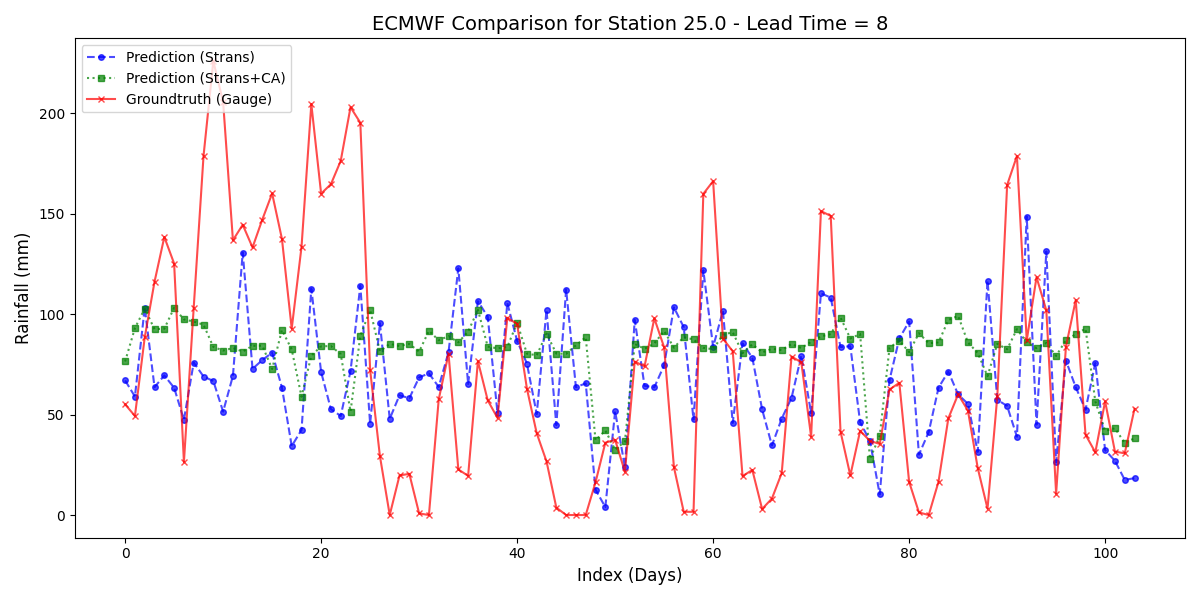 ECMWF Comparison for Station 25.0 - Lead Time = 8
Prediction (Strans)
Prediction (Strans+CA)
Groundtruth (Gauge)
Rainfall (mm)
200
150
100
50
0
0 20 40 60 80 100
Index (Days)